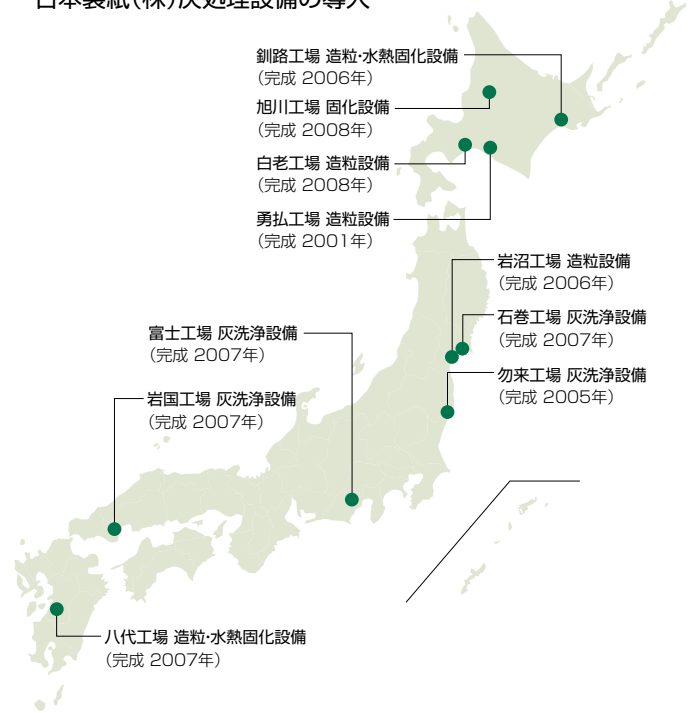 日本製紙(株)灰処理設備の導入
釧路工場 造粒・水熱固化設備
(完成 2006年)
旭川工場 固化設備
(完成 2008年)
白老工場 造粒設備
(完成 2008年)
勇払工場 造粒設備
(完成 2001年)
岩沼工場 造粒設備
(完成 2006年)
石巻工場 灰洗浄設備
(完成 2007年)
勿来工場 灰洗浄設備
(完成 2005年)
富士工場 灰洗浄設備
(完成 2007年)
岩国工場 灰洗浄設備
(完成 2007年)
八代工場 造粒・水熱固化設備
(完成 2007年)